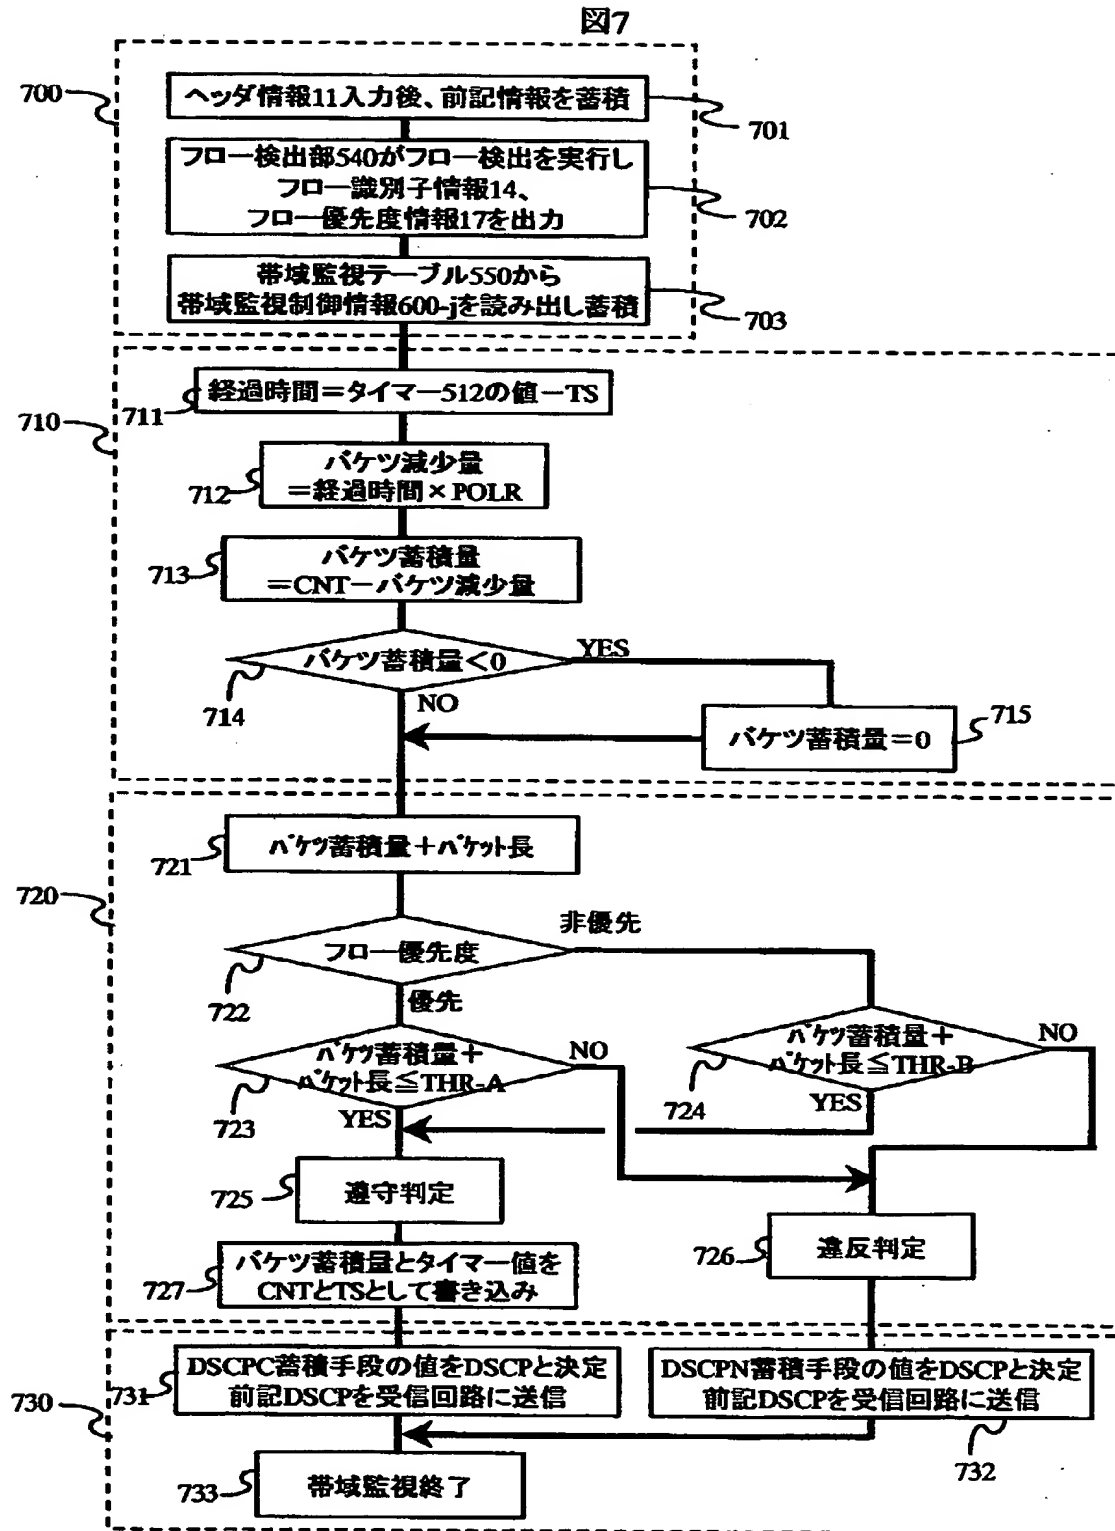 図7
700
ヘッダ情報11入力後、前記情報を蓄積
701
フロー検出部540がフロー検出を実行し
フロー識別子情報14、
フロー優先度情報17を出力
702
帯域監視テーブル550から
帯域監視制御情報600-jを読み出し蓄積
703
710
経過時間＝タイマー512の値－TS
711
バケツ減少量
＝経過時間×POLR
712
バケツ蓄積量
＝CNT－バケツ減少量
713
バケツ蓄積量＜0
YES
714
NO
バケツ蓄積量＝0
715
720
バケツ蓄積量＋パケット長
721
フロー優先度
非優先
722
優先
バケツ蓄積量＋
パケット長≦THR-A
NO
723
YES
バケツ蓄積量＋
パケット長≦THR-B
NO
724
YES
遵守判定
725
違反判定
726
バケツ蓄積量とタイマー値を
CNTとTSとして書き込み
727
730
DSCPC蓄積手段の値をDSCPと決定
前記DSCPを受信回路に送信
731
DSCPN蓄積手段の値をDSCPと決定
前記DSCPを受信回路に送信
732
帯域監視終了
733